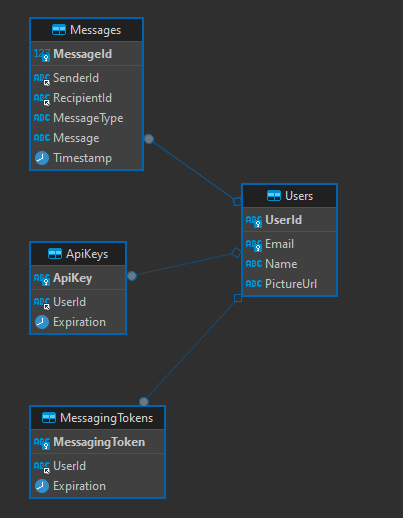 Messages
123 MessageId
ABC SenderId
ABC RecipientId
ABC MessageType
ABC Message
Timestamp
Users
ABC UserId
ABC Email
ABC Name
ABC PictureUrl
ApiKeys
ABC ApiKey
ABC UserId
Expiration
MessagingTokens
ABC MessagingToken
ABC UserId
Expiration